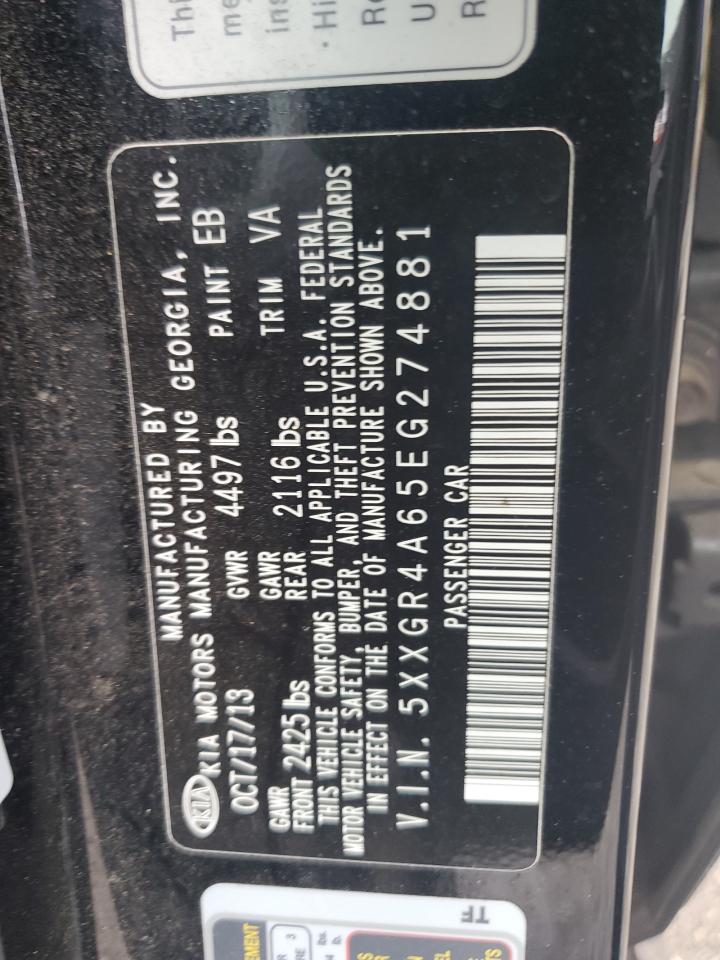 MANUFACTURED BY
KIA KIA MOTORS MANUFACTURING GEORGIA, INC.
OCT/17/13 GVWR 4497 lbs PAINT EB
GAWR FRONT 2425 lbs GAWR REAR 2116 lbs TRIM VA
THIS VEHICLE CONFORMS TO ALL APPLICABLE U.S.A. FEDERAL
MOTOR VEHICLE SAFETY, BUMPER, AND THEFT PREVENTION STANDARDS
IN EFFECT ON THE DATE OF MANUFACTURE SHOWN ABOVE.
V.I.N. 5XXGR4A65EG274881
PASSENGER CAR